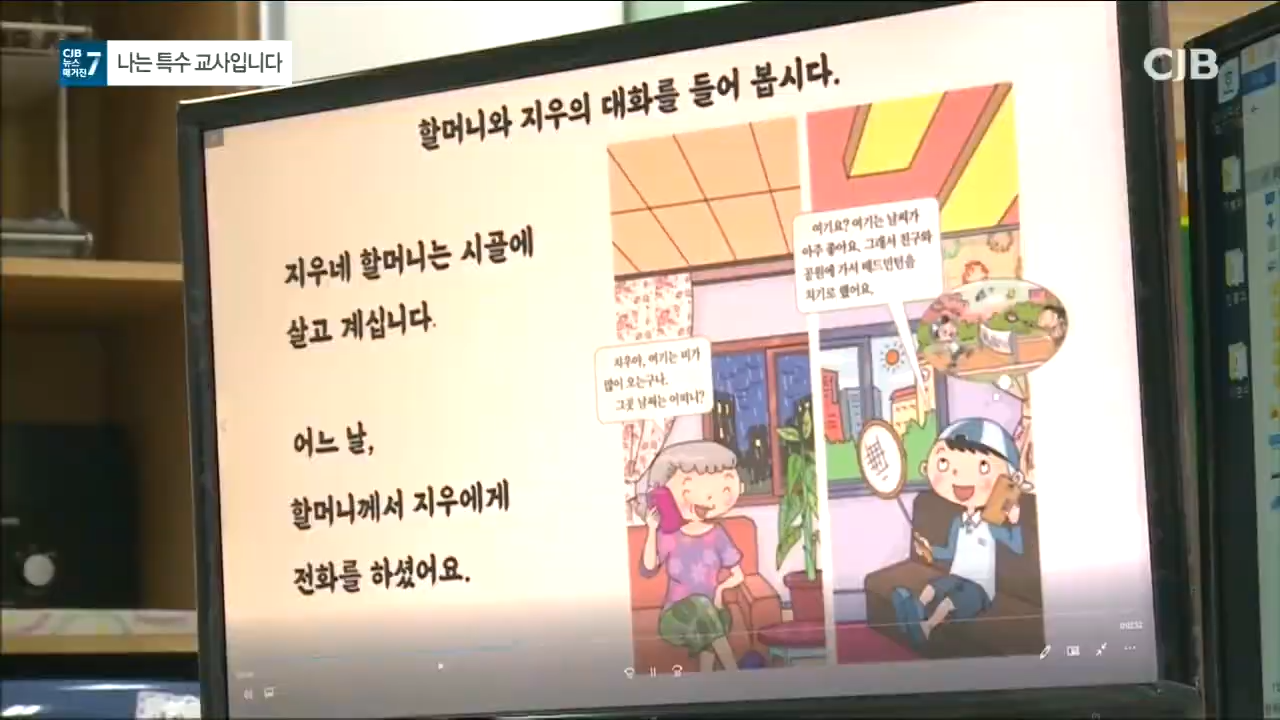 CJB
뉴스
매거진 7
나는 특수 교사입니다
CJB
할머니와 지우의 대화를 들어 봅시다.
지우네 할머니는 시골에
살고 계십니다.
어느 날,
할머니께서 지우에게
전화를 하셨어요.
지우야, 여기는 비가
많이 오는구나.
그곳 날씨는 어떠니?
여기요? 여기는 날씨가
아주 좋아요. 그래서 친구와
공원에 가서 배드민턴을
치기로 했어요.